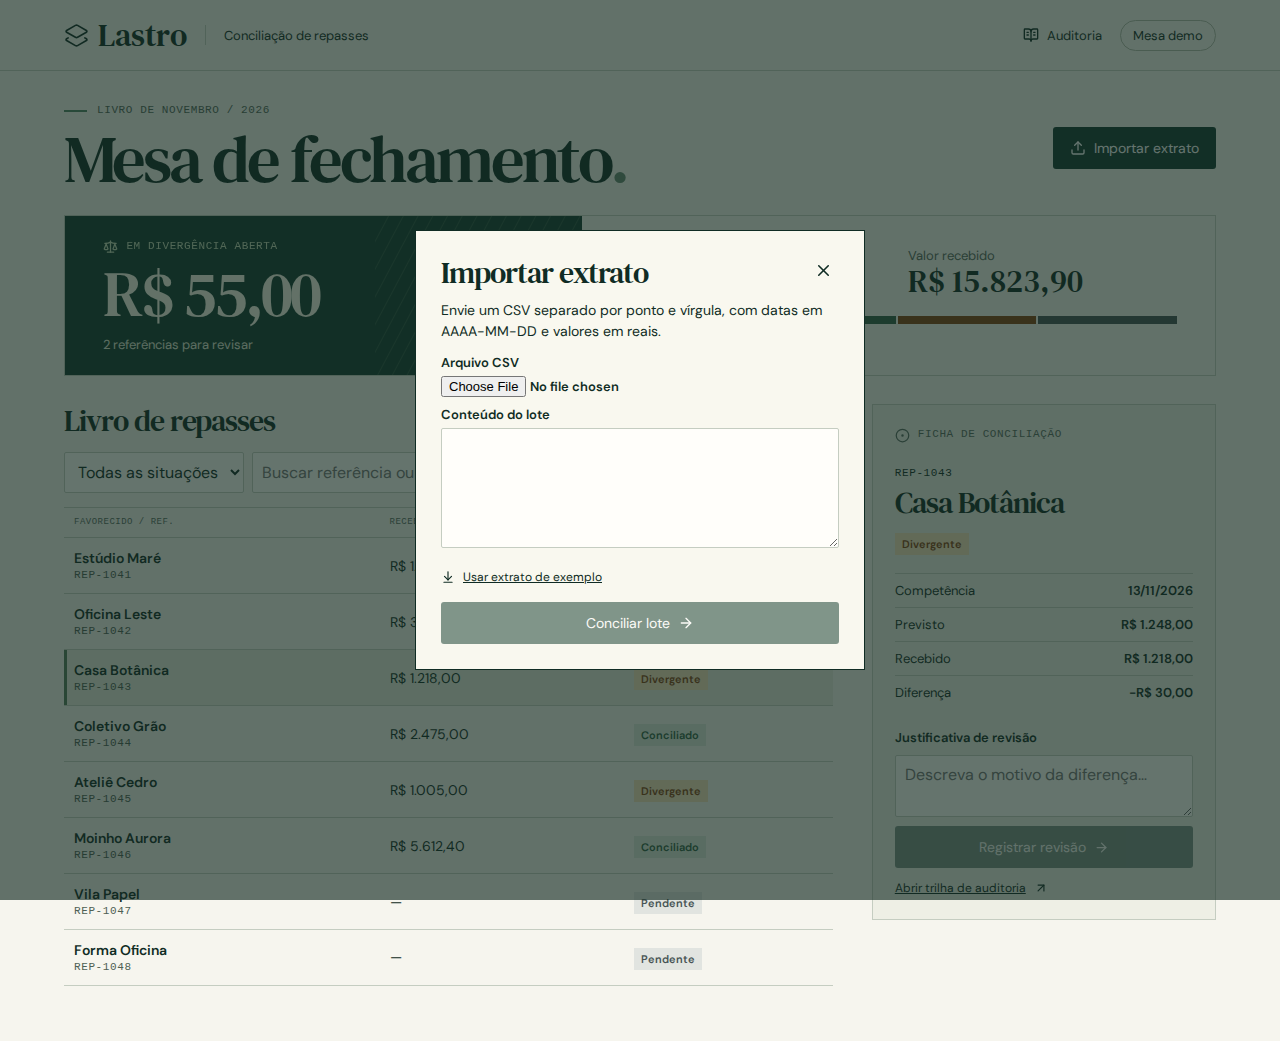 Lastro
Conciliação de repasses
Auditoria
Mesa demo
LIVRO DE NOVEMBRO / 2026
Mesa de fechamento.
Importar extrato
EM DIVERGÊNCIA ABERTA
R$ 55,00
2 referências para revisar
Valor recebido
R$ 15.823,90
Importar extrato
Envie um CSV separado por ponto e vírgula, com datas em
AAAA-MM-DD e valores em reais.
Arquivo CSV
Choose File No file chosen
Conteúdo do lote
Usar extrato de exemplo
Conciliar lote
Livro de repasses
Todas as situações
Buscar referência ou
FAVORECIDO / REF.
Estúdio Maré
REP-1041
Oficina Leste
REP-1042
Casa Botânica
REP-1043
R$ 1.218,00
Divergente
Coletivo Grão
REP-1044
R$ 2.475,00
Conciliado
Ateliê Cedro
REP-1045
R$ 1.005,00
Divergente
Moinho Aurora
REP-1046
R$ 5.612,40
Conciliado
Vila Papel
REP-1047
—
Pendente
Forma Oficina
REP-1048
—
Pendente
FICHA DE CONCILIAÇÃO
REP-1043
Casa Botânica
Divergente
Competência 13/11/2026
Previsto R$ 1.248,00
Recebido R$ 1.218,00
Diferença -R$ 30,00
Justificativa de revisão
Descreva o motivo da diferença...
Registrar revisão
Abrir trilha de auditoria